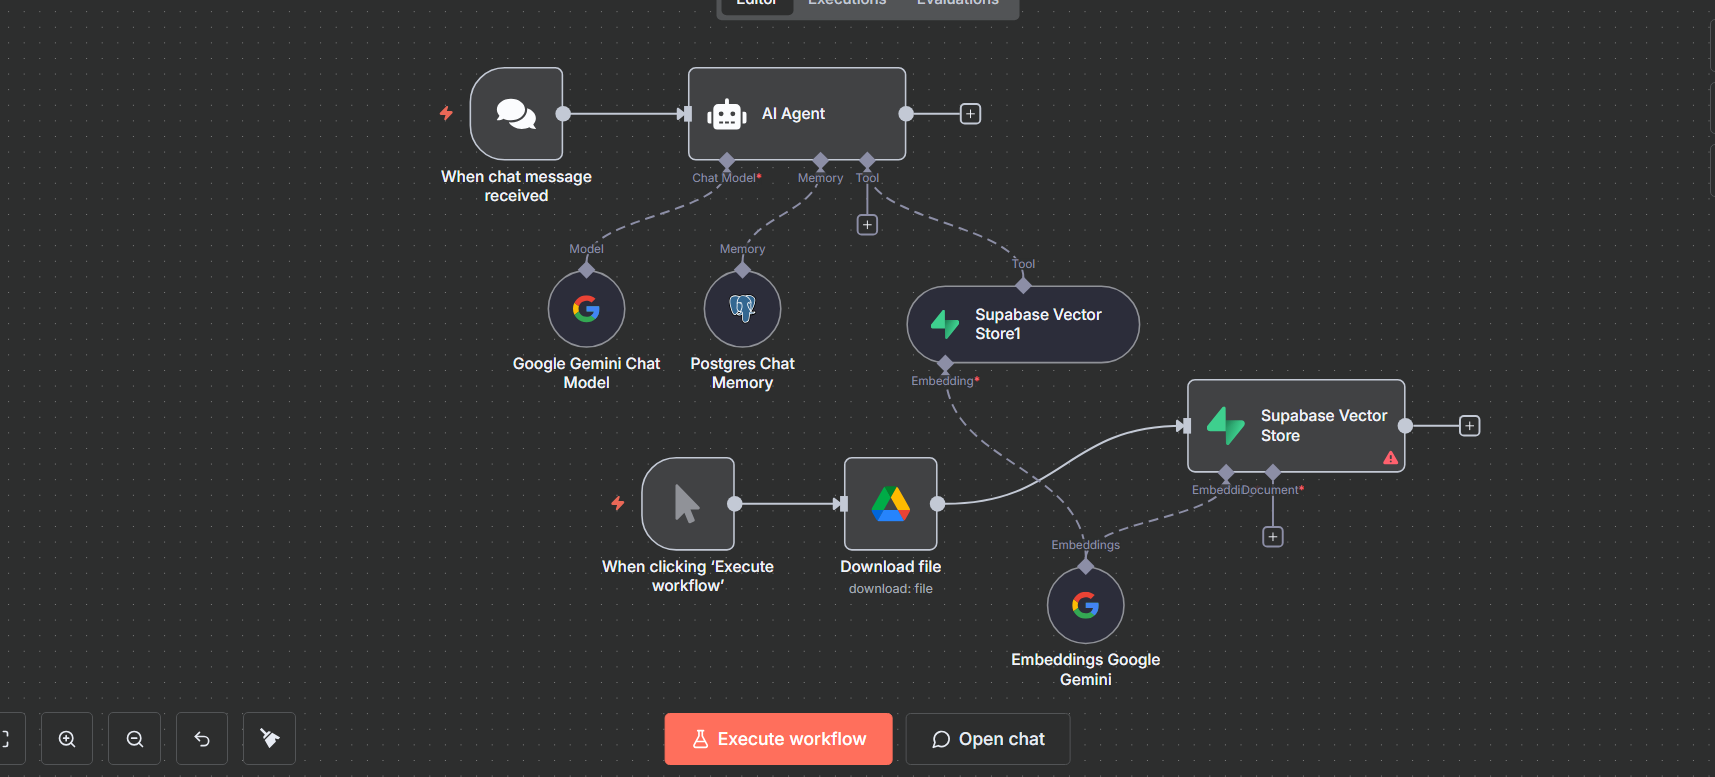 Editor
Executions
Evaluations
AI Agent
When chat message
received
Chat Model*
Memory
Tool
Model
Memory
Tool
Google Gemini Chat
Model
Postgres Chat
Memory
Supabase Vector
Store1
Embedding*
Supabase Vector
Store
Embeddi
Document*
When clicking ‘Execute
workflow’
Download file
download: file
Embeddings
Embeddings Google
Gemini
Execute workflow
Open chat